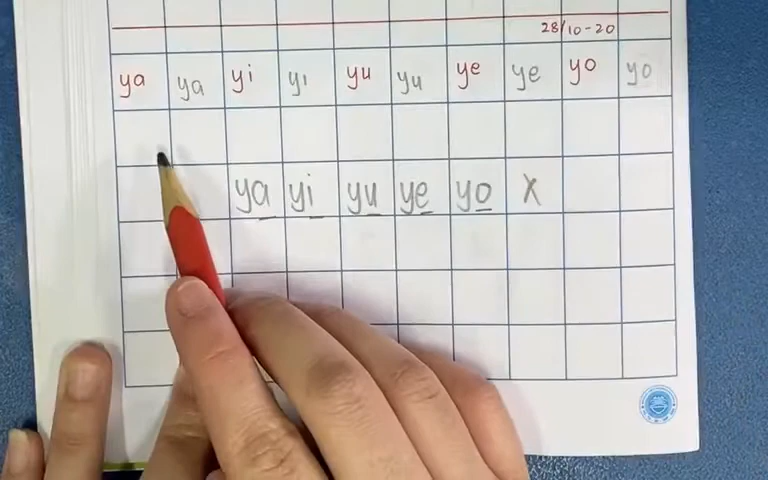 28/10-20
ya ya yi yi yu yu ye ye yo yo
ya yi yu ye yo X